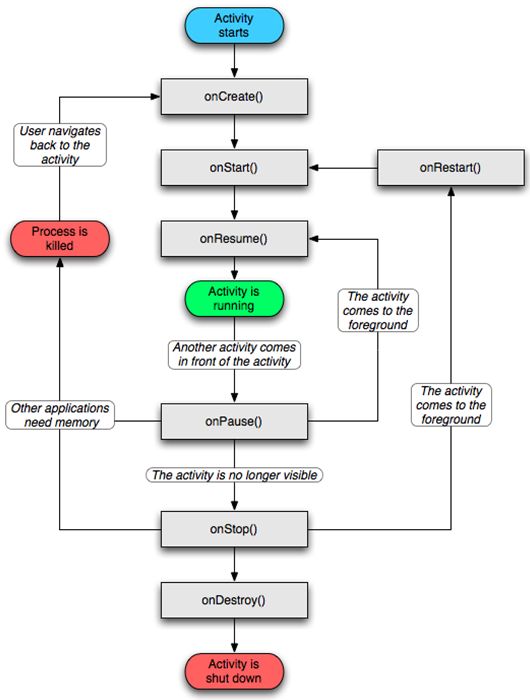 Activity
starts
onCreate()
User navigates
back to the
activity
onStart()
onRestart()
Process is
killed
onResume()
Activity is
running
The activity
comes to the
foreground
Another activity comes
in front of the activity
The activity
comes to the
foreground
Other applications
need memory
onPause()
The activity is no longer visible
onStop()
onDestroy()
Activity is
shut down